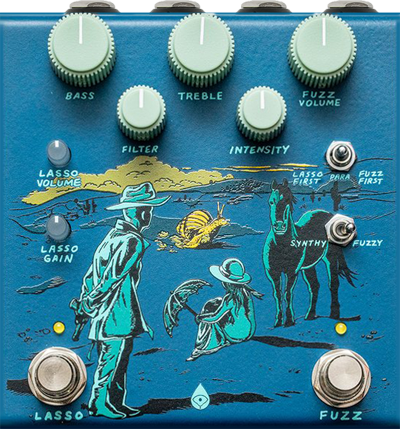 BASS
TREBLE
FUZZ
VOLUME
FILTER
INTENSITY
LASSO
VOLUME
LASSO
FIRST
PARA
FUZZ
FIRST
LASSO
GAIN
SYNTHY
FUZZY
LASSO
FUZZ